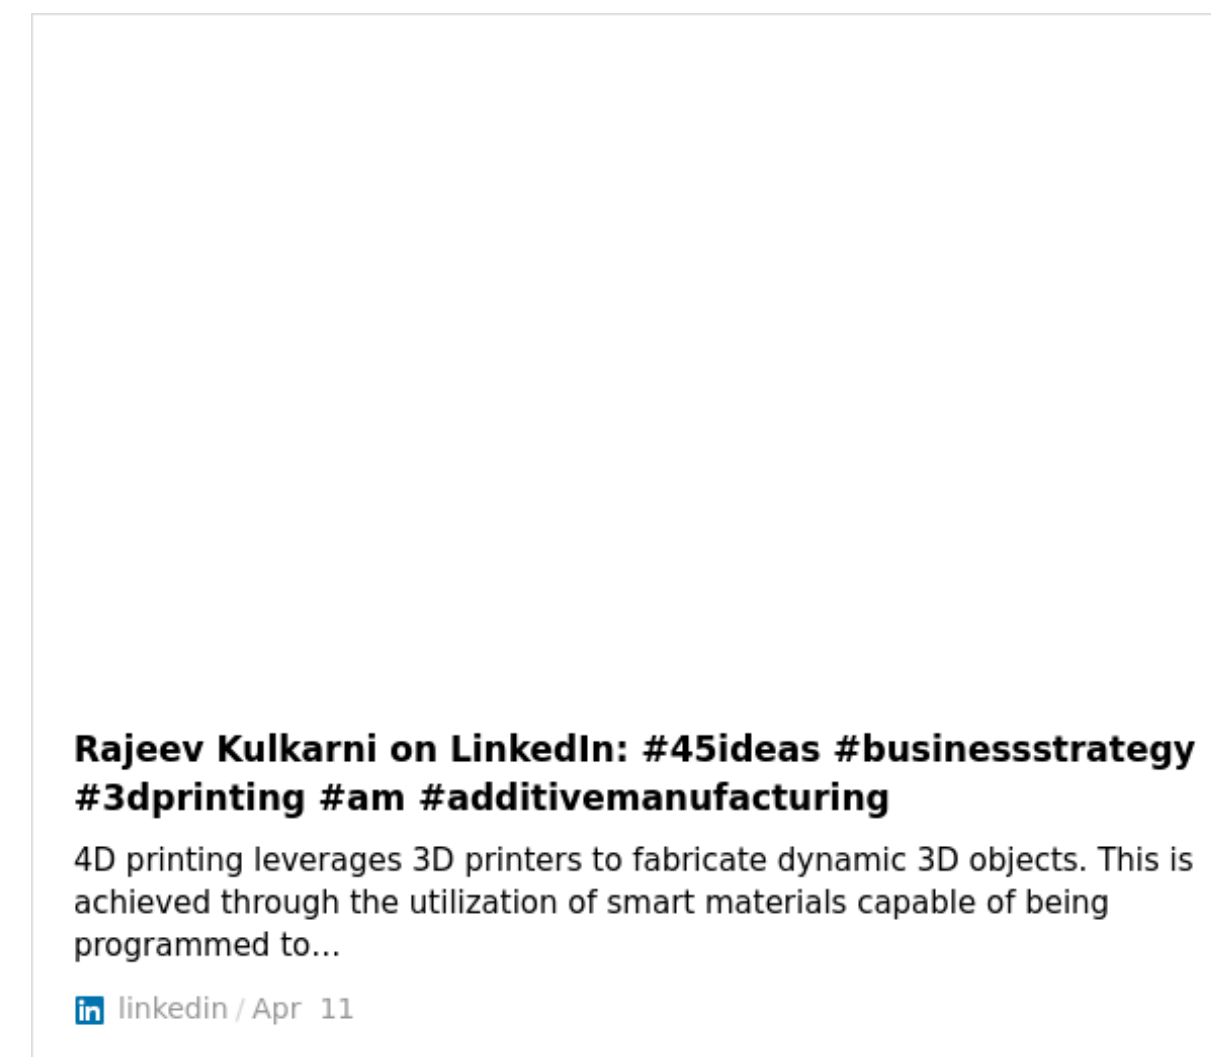 Rajeev Kulkarni on LinkedIn: #45ideas #businessstrategy
#3dprinting #am #additivemanufacturing
4D printing leverages 3D printers to fabricate dynamic 3D objects. This is
achieved through the utilization of smart materials capable of being
programmed to...
in linkedin / Apr 11